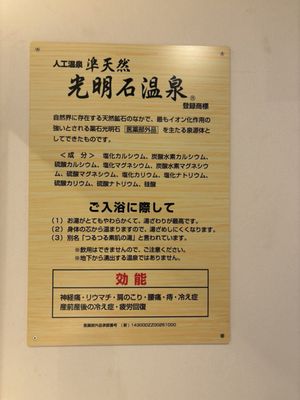 人工温泉 準天然
光明石温泉®
登録商標
自然界に存在する天然鉱石のなかで、最もイオン化作用の
強いとされる薬石光明石 医薬部外品 を主たる泉源体と
してできたものです。
<成 分> 塩化カルシウム、炭酸水素カルシウム、
硫酸カルシウム、塩化マグネシウム、炭酸水素マグネシウ
ム、硫酸マグネシウム、塩化カリウム、塩化ナトリウム、
硫酸カリウム、硫酸ナトリウム、硅酸
ご入浴に際して
(1) お湯がとてもやわらかくて、湯ざわりが最高です。
(2) 身体の芯から温まりますので、湯ざめしにくくなります。
(3) 別名「つるつる素肌の湯」と言われています。
※飲用はできませんので、ご注意ください。
※地下から湧出する温泉ではありません。
効能
神経痛・リウマチ・肩のこり・腰痛・痔・冷え症
産前産後の冷え症・疲労回復
医薬部外品承認番号 (新) 14300DZZ00261000